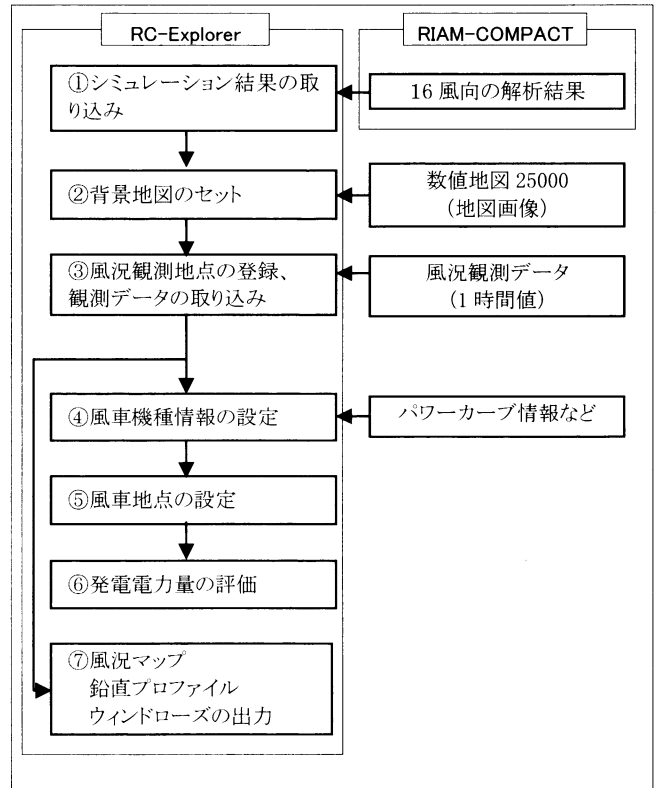 RC-Explorer
RIAM-COMPACT
①シミュレーション結果の取
り込み
16 風向の解析結果
②背景地図のセット
数値地図 25000
(地図画像)
③風況観測地点の登録、
観測データの取り込み
風況観測データ
(1 時間値)
④風車機種情報の設定
パワーカーブ情報など
⑤風車地点の設定
⑥発電電力量の評価
⑦風況マップ
鉛直プロファイル
ウィンドローズの出力